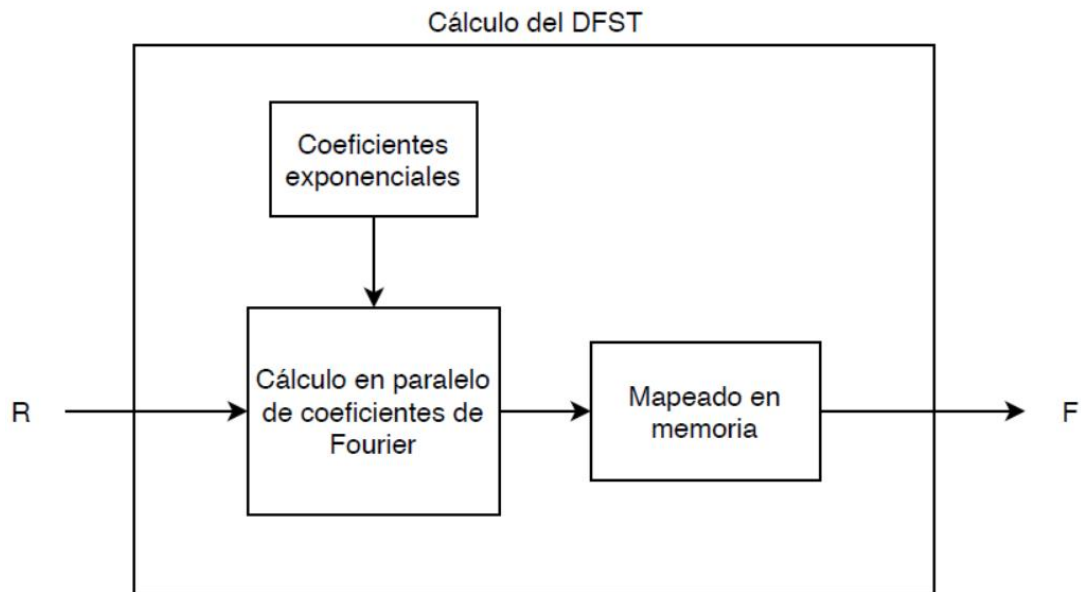 Cálculo del DFST
Coeficientes
exponenciales
R
Cálculo en paralelo
de coeficientes de
Fourier
Mapeado en
memoria
F